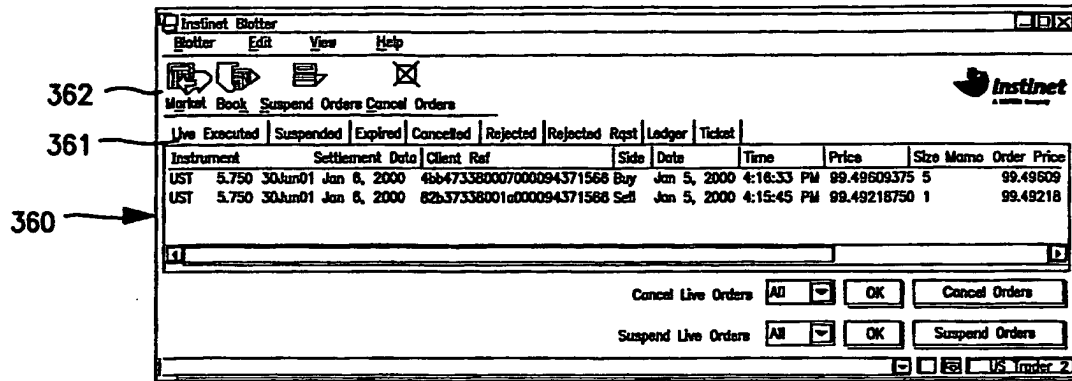 Instinet Blotter
Blotter Edit View Help
362
Market Book Suspend Orders Cancel Orders
Instinet
361
Live Executed Suspended Expired Cancelled Rejected Rejected Rqst Ledger Ticket
Instrument Settlement Data Client Ref Side Date Time Price Size Memo Order Price
UST 5.750 30Jun01 Jan 6, 2000 4bb473380007000094371566 Buy Jan 5, 2000 4:16:33 PM 99.49609375 5 99.49609
UST 5.750 30Jun01 Jan 6, 2000 82b37338001a000094371566 Sell Jan 5, 2000 4:15:45 PM 99.49218750 1 99.49218
360
Cancel Live Orders All OK Cancel Orders
Suspend Live Orders All OK Suspend Orders
US Trader 2